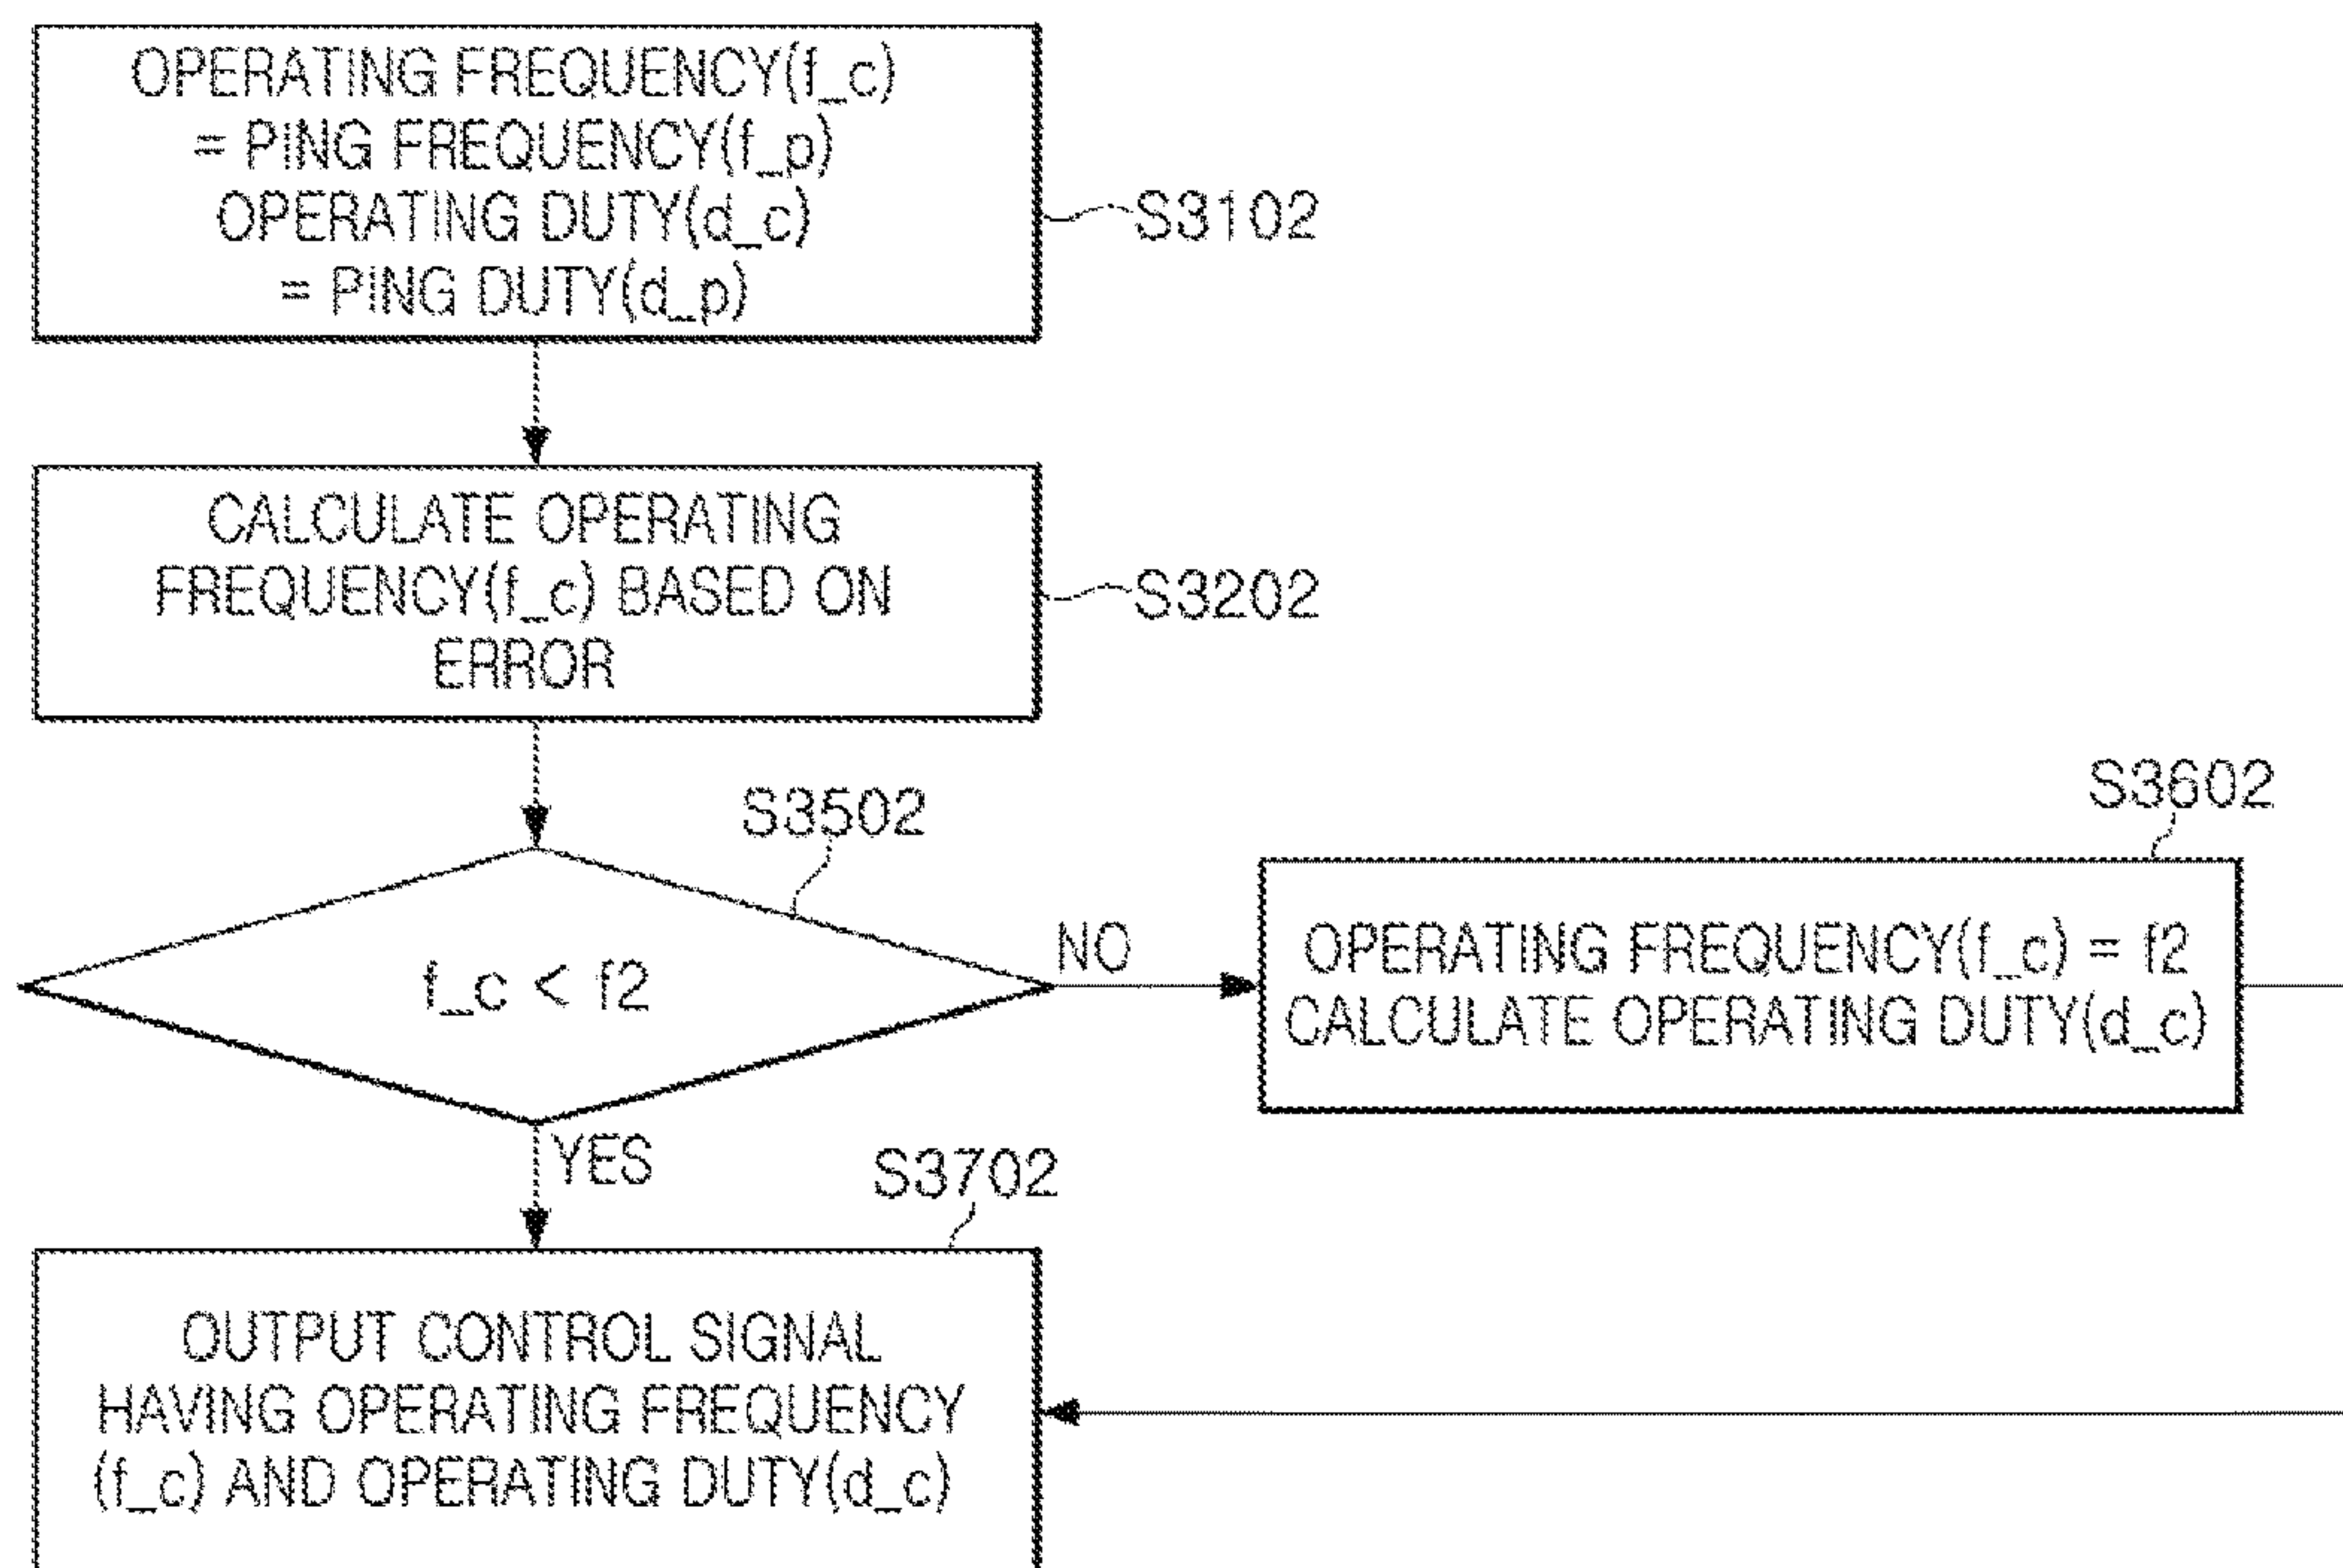 OPERATING FREQUENCY(f_c)
= PING FREQUENCY(f_p)
OPERATING DUTY(d_c)
= PING DUTY(d_p)
S3102
CALCULATE OPERATING
FREQUENCY(f_c) BASED ON
ERROR
S3202
S3502
f_c < f2
NO
YES
S3602
OPERATING FREQUENCY(f_c) = f2
CALCULATE OPERATING DUTY(d_c)
S3702
OUTPUT CONTROL SIGNAL
HAVING OPERATING FREQUENCY
(f_c) AND OPERATING DUTY(d_c)